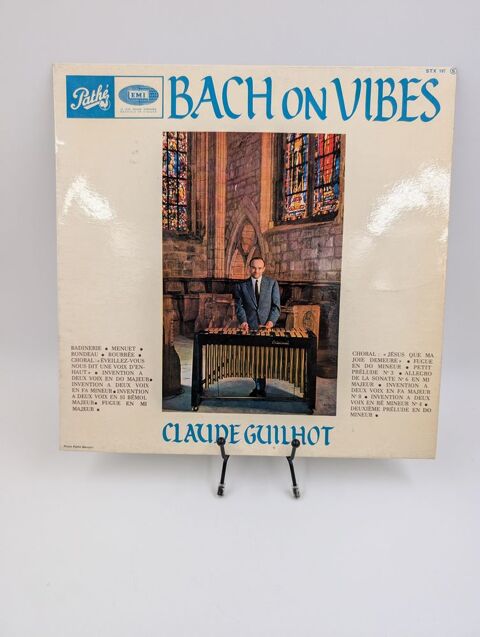 STX 197
Pathé
EMI
BACH ON VIBES
BADINERIE • MENUET •
RONDEAU • BOURRÉE •
CHORAL : «ÉVEILLEZ-VOUS
NOUS DIT UNE VOIX D'EN-
HAUT» • INVENTION A
DEUX VOIX EN DO MAJEUR•
INVENTION A DEUX VOIX
EN FA MINEUR•INVENTION
A DEUX VOIX EN SI BÉMOL
MAJEUR• FUGUE EN MI
MAJEUR •
CHORAL : «JÉSUS QUE MA
JOIE DEMEURE» • FUGUE
EN DO MINEUR • PETIT
PRÉLUDE N° 3 • ALLEGRO
DE LA SONATE N° 6 EN MI
MAJEUR • INVENTION A
DEUX VOIX EN FA MAJEUR
N° 8 • INVENTION A DEUX
VOIX EN RÉ MINEUR N° 4 •
DEUXIÈME PRÉLUDE EN DO
MINEUR •
CLAUDE GUILHOT